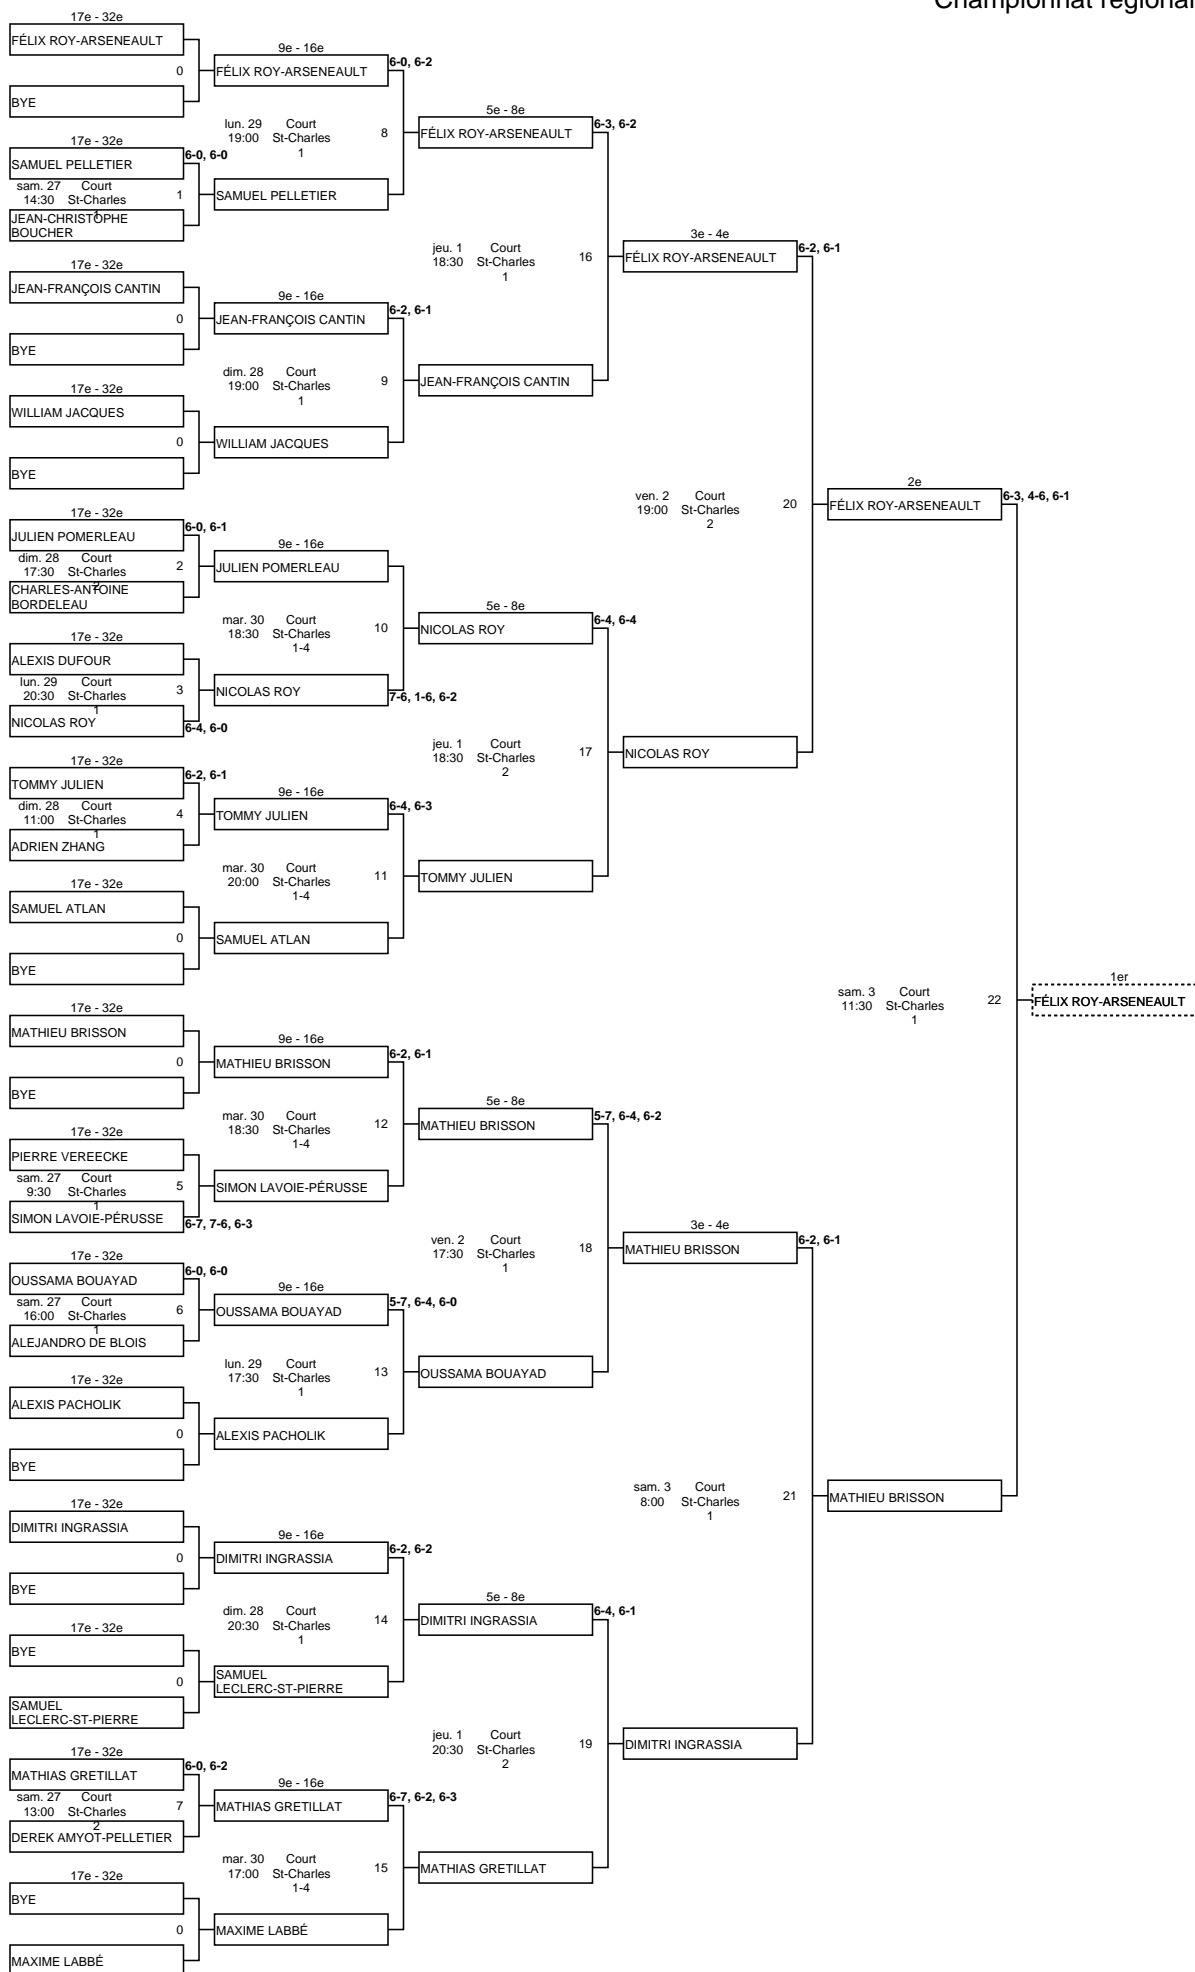 Championnat régional
17e - 32e
FÉLIX ROY-ARSENEAULT
0
BYE
9e - 16e
FÉLIX ROY-ARSENEAULT
6-0, 6-2
17e - 32e
SAMUEL PELLETIER
6-0, 6-0
sam. 27 Court
14:30 St-Charles
1
1
JEAN-CHRISTOPHE
BOUCHER
lun. 29 Court
19:00 St-Charles
1
8
SAMUEL PELLETIER
5e - 8e
FÉLIX ROY-ARSENEAULT
6-3, 6-2
17e - 32e
JEAN-FRANÇOIS CANTIN
0
BYE
9e - 16e
JEAN-FRANÇOIS CANTIN
6-2, 6-1
17e - 32e
WILLIAM JACQUES
0
BYE
dim. 28 Court
19:00 St-Charles
1
9
WILLIAM JACQUES
JEAN-FRANÇOIS CANTIN
jeu. 1 Court
18:30 St-Charles
1
16
3e - 4e
FÉLIX ROY-ARSENEAULT
6-2, 6-1
17e - 32e
JULIEN POMERLEAU
6-0, 6-1
dim. 28 Court
17:30 St-Charles
2
2
CHARLES-ANTOINE
BORDELEAU
9e - 16e
JULIEN POMERLEAU
17e - 32e
ALEXIS DUFOUR
lun. 29 Court
20:30 St-Charles
1
3
NICOLAS ROY
6-4, 6-0
mar. 30 Court
18:30 St-Charles
1-4
10
NICOLAS ROY
7-6, 1-6, 6-2
5e - 8e
NICOLAS ROY
6-4, 6-4
17e - 32e
TOMMY JULIEN
6-2, 6-1
dim. 28 Court
11:00 St-Charles
1
4
ADRIEN ZHANG
9e - 16e
TOMMY JULIEN
6-4, 6-3
17e - 32e
SAMUEL ATLAN
0
BYE
mar. 30 Court
20:00 St-Charles
1-4
11
SAMUEL ATLAN
TOMMY JULIEN
jeu. 1 Court
18:30 St-Charles
2
17
NICOLAS ROY
ven. 2 Court
19:00 St-Charles
2
20
2e
FÉLIX ROY-ARSENEAULT
6-3, 4-6, 6-1
17e - 32e
MATHIEU BRISSON
0
BYE
9e - 16e
MATHIEU BRISSON
6-2, 6-1
17e - 32e
PIERRE VEREECKE
sam. 27 Court
9:30 St-Charles
1
5
SIMON LAVOIE-PÉRUSSE
6-7, 7-6, 6-3
mar. 30 Court
18:30 St-Charles
1-4
12
SIMON LAVOIE-PÉRUSSE
5e - 8e
MATHIEU BRISSON
5-7, 6-4, 6-2
17e - 32e
OUSSAMA BOUAYAD
6-0, 6-0
sam. 27 Court
16:00 St-Charles
1
6
ALEJANDRO DE BLOIS
9e - 16e
OUSSAMA BOUAYAD
5-7, 6-4, 6-0
17e - 32e
ALEXIS PACHOLIK
0
BYE
lun. 29 Court
17:30 St-Charles
1
13
ALEXIS PACHOLIK
OUSSAMA BOUAYAD
ven. 2 Court
17:30 St-Charles
1
18
3e - 4e
MATHIEU BRISSON
6-2, 6-1
17e - 32e
DIMITRI INGRASSIA
0
BYE
9e - 16e
DIMITRI INGRASSIA
6-2, 6-2
17e - 32e
BYE
0
SAMUEL
LECLERC-ST-PIERRE
dim. 28 Court
20:30 St-Charles
1
14
SAMUEL
LECLERC-ST-PIERRE
5e - 8e
DIMITRI INGRASSIA
6-4, 6-1
17e - 32e
MATHIAS GRETILLAT
6-0, 6-2
sam. 27 Court
13:00 St-Charles
2
7
DEREK AMYOT-PELLETIER
9e - 16e
MATHIAS GRETILLAT
6-7, 6-2, 6-3
17e - 32e
BYE
0
MAXIME LABBÉ
mar. 30 Court
17:00 St-Charles
1-4
15
MAXIME LABBÉ
MATHIAS GRETILLAT
jeu. 1 Court
20:30 St-Charles
2
19
DIMITRI INGRASSIA
sam. 3 Court
8:00 St-Charles
1
21
MATHIEU BRISSON
sam. 3 Court
11:30 St-Charles
1
22
1er
FÉLIX ROY-ARSENEAULT